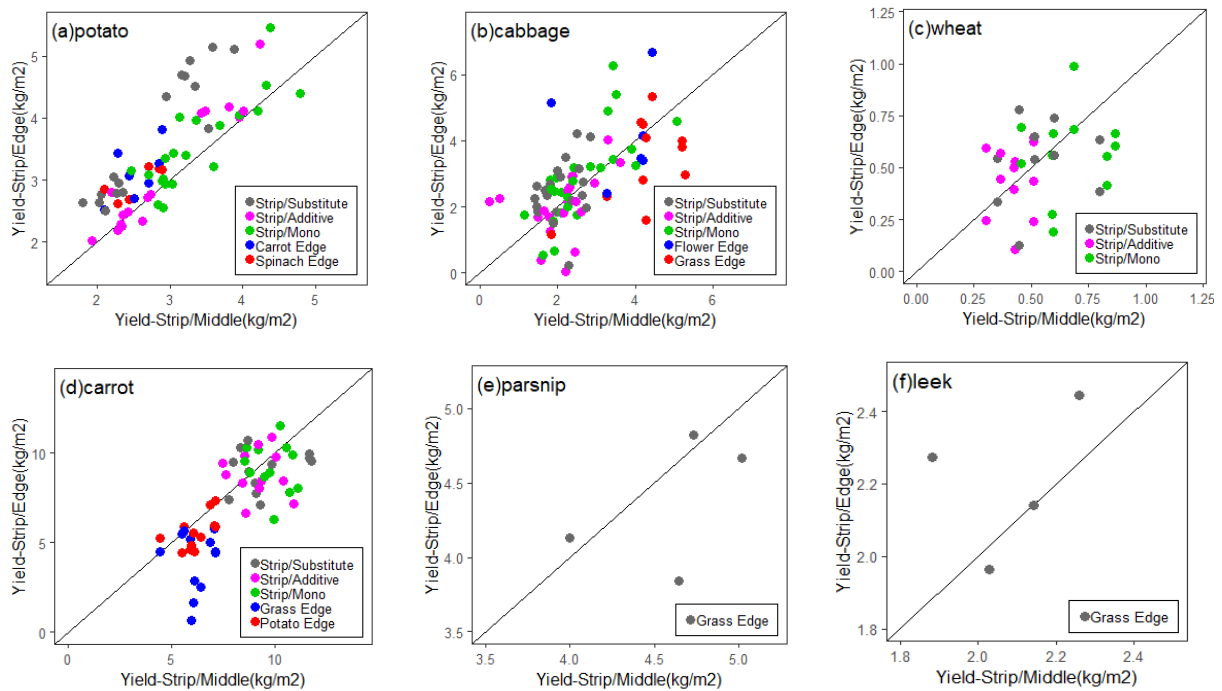 (a)potato
Yield-Strip/Edge(kg/m2)
5
4
3
2
2
3
4
5
Yield-Strip/Middle(kg/m2)
Strip/Substitute
Strip/Additive
Strip/Mono
Carrot Edge
Spinach Edge
(b)cabbage
Yield-Strip/Edge(kg/m2)
6
4
2
0
0
2
4
6
Yield-Strip/Middle(kg/m2)
Strip/Substitute
Strip/Additive
Strip/Mono
Flower Edge
Grass Edge
(c)wheat
Yield-Strip/Edge(kg/m2)
1.25
1.00
0.75
0.50
0.25
0.00
0.00
0.25
0.50
0.75
1.00
1.25
Yield-Strip/Middle(kg/m2)
Strip/Substitute
Strip/Additive
Strip/Mono
(d)carrot
Yield-Strip/Edge(kg/m2)
10
5
0
0
5
10
Yield-Strip/Middle(kg/m2)
Strip/Substitute
Strip/Additive
Strip/Mono
Grass Edge
Potato Edge
(e)parsnip
Yield-Strip/Edge(kg/m2)
5.0
4.5
4.0
3.5
3.5
4.0
4.5
5.0
Yield-Strip/Middle(kg/m2)
Grass Edge
(f)leek
Yield-Strip/Edge(kg/m2)
2.4
2.2
2.0
1.8
1.8
2.0
2.2
2.4
Yield-Strip/Middle(kg/m2)
Grass Edge